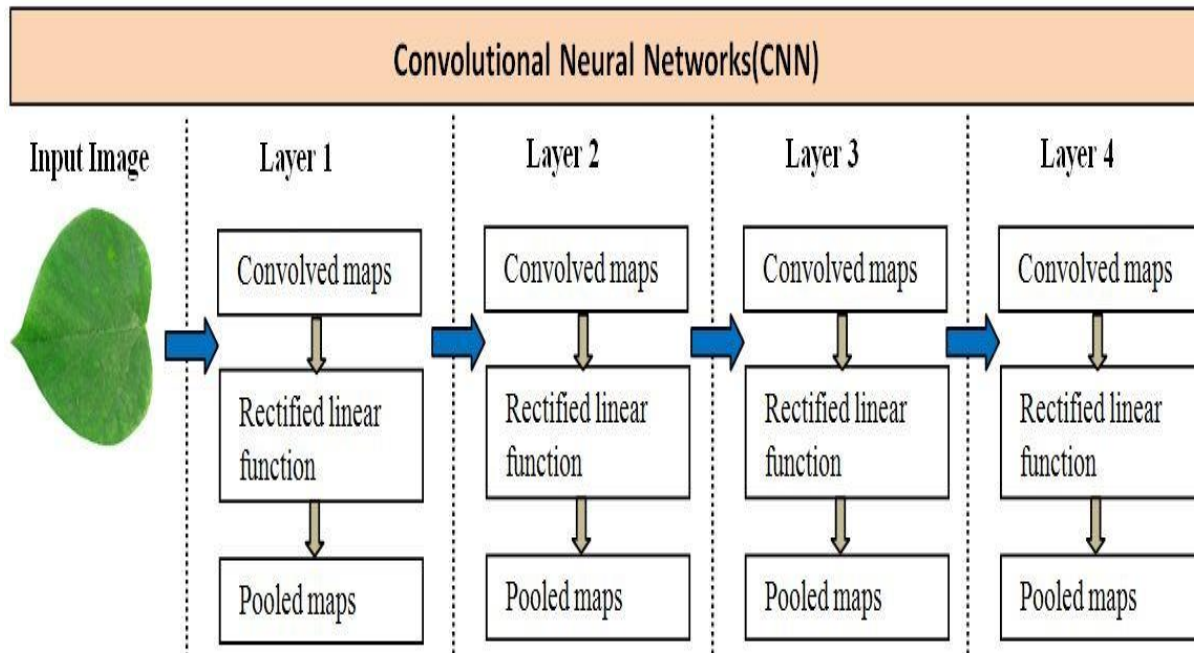 Convolutional Neural Networks(CNN)
Input Image
Layer 1
Layer 2
Layer 3
Layer 4
Convolved maps
Convolved maps
Convolved maps
Convolved maps
Rectified linear
function
Rectified linear
function
Rectified linear
function
Rectified linear
function
Pooled maps
Pooled maps
Pooled maps
Pooled maps